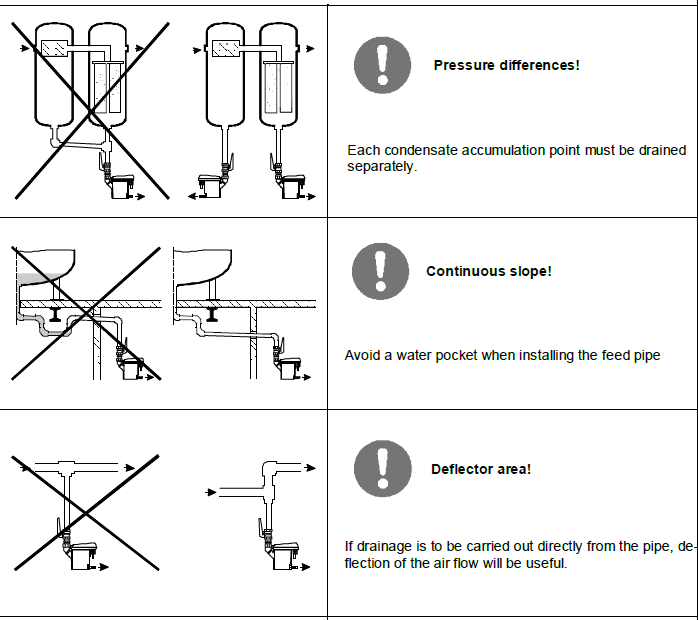 Pressure differences!
Each condensate accumulation point must be drained
separately.
Continuous slope!
Avoid a water pocket when installing the feed pipe
Deflector area!
If drainage is to be carried out directly from the pipe, de-
flection of the air flow will be useful.